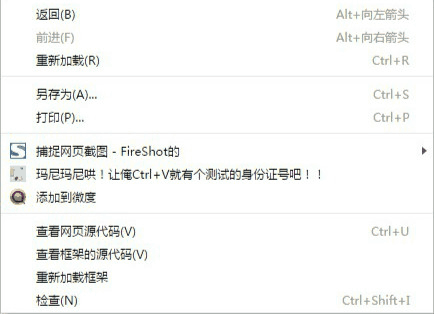 返回(B) Alt+向左箭头
前进(F) Alt+向右箭头
重新加载(R) Ctrl+R
另存为(A)... Ctrl+S
打印(P)... Ctrl+P
捕捉网页截图 - FireShot的
玛尼玛尼哄！让俺Ctrl+V就有个测试的身份证号吧！！
添加到微度
查看网页源代码(V) Ctrl+U
查看框架的源代码(V)
重新加载框架
检查(N) Ctrl+Shift+I